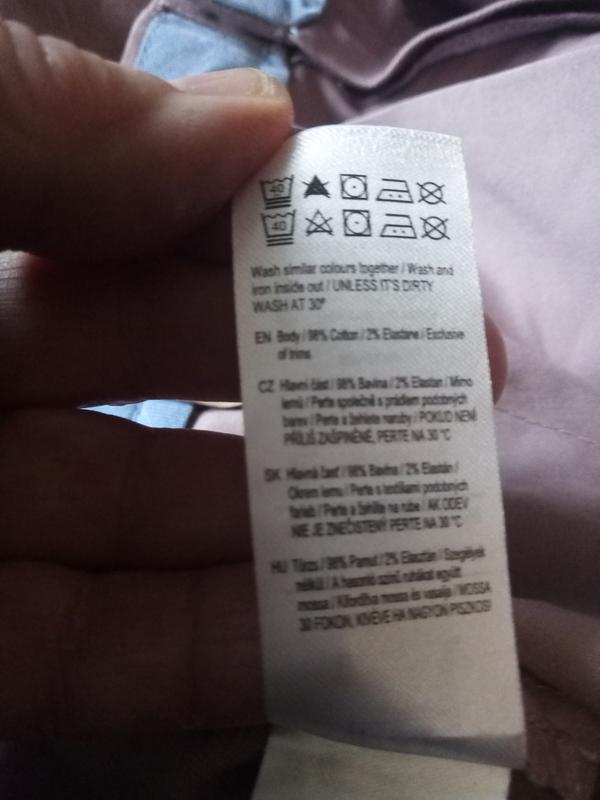 40
40
Wash similar colours together / Wash and
iron inside out / UNLESS IT'S DIRTY
WASH AT 30°
EN Body / 98% Cotton / 2% Elastane / Exclusive
of trims
CZ Hlavní část / 98% Bavlna / 2% Elastan / Mimo
lemů / Perte společně s prádlem podobných
barev / Perte a žehlete naruby / POKUD NENÍ
PŘÍLIŠ ZAŠPINĚNÉ, PERTE NA 30 °C
SK Hlavná časť / 98% Bavlna / 2% Elastán /
Okrem lemu / Perte s textíliami podobných
farieb / Perte a žehlite na rube / AK ODEV
NIE JE ZNEČISTENÝ PERTE NA 30 °C
HU Törzs / 98% Pamut / 2% Elasztán / Szegélyek
nélkül / A hasonló színű ruhákat együtt
mossa / Kifordítva mossa és vasalja / MOSSA
30 FOKON, KIVÉVE HA NAGYON PISZKOS!